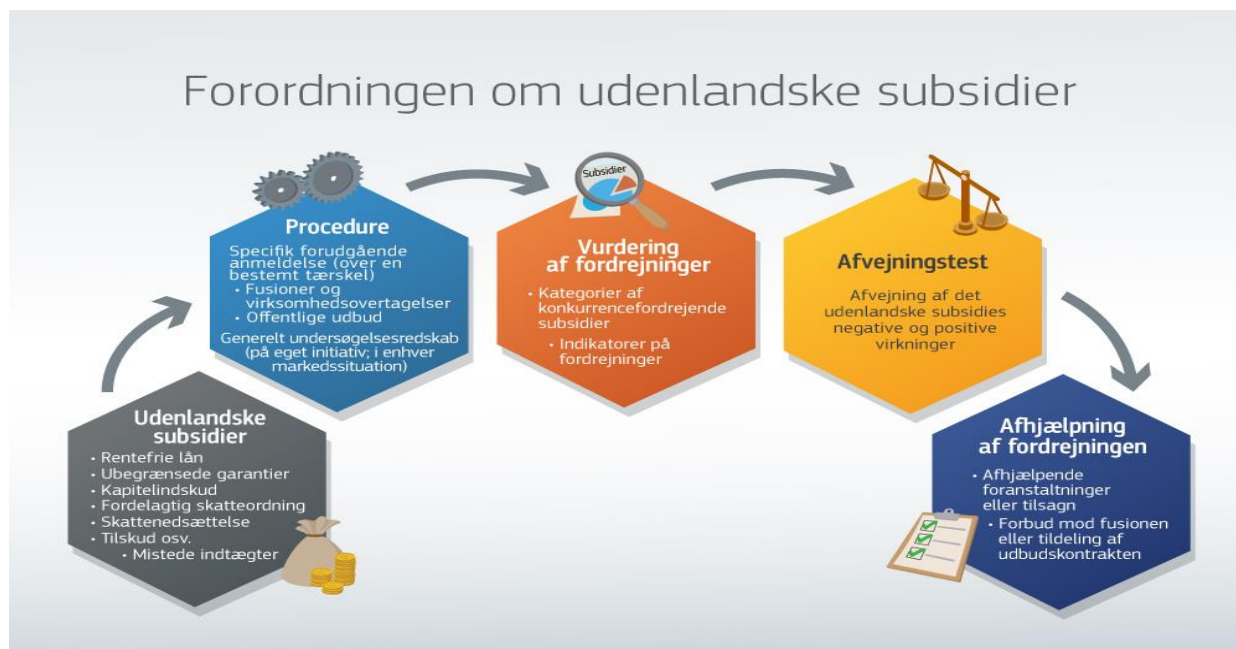 Forordningen om udenlandske subsidier
Udenlandske
subsidier
• Rentefrie lån
• Ubegrænsede garantier
• Kapitelindskud
• Fordelagtig skatteordning
• Skattenedsættelse
• Tilskud osv.
• Mistede indtægter
Procedure
Specifik forudgående
anmeldelse (over en
bestemt tærskel)
• Fusioner og
virksomhedsovertagelser
• Offentlige udbud
Generelt undersøgelsesredskab
(på eget initiativ; i enhver
markedssituation)
Subsidier
Vurdering
af fordrejninger
• Kategorier af
konkurrencefordrejende
subsidier
• Indikatorer på
fordrejninger
Afvejningstest
Afvejning af det
udenlandske subsidies
negative og positive
virkninger
Afhjælpning
af fordrejningen
• Afhjælpende
foranstaltninger
eller tilsagn
• Forbud mod fusionen
eller tildeling af
udbudskontrakten